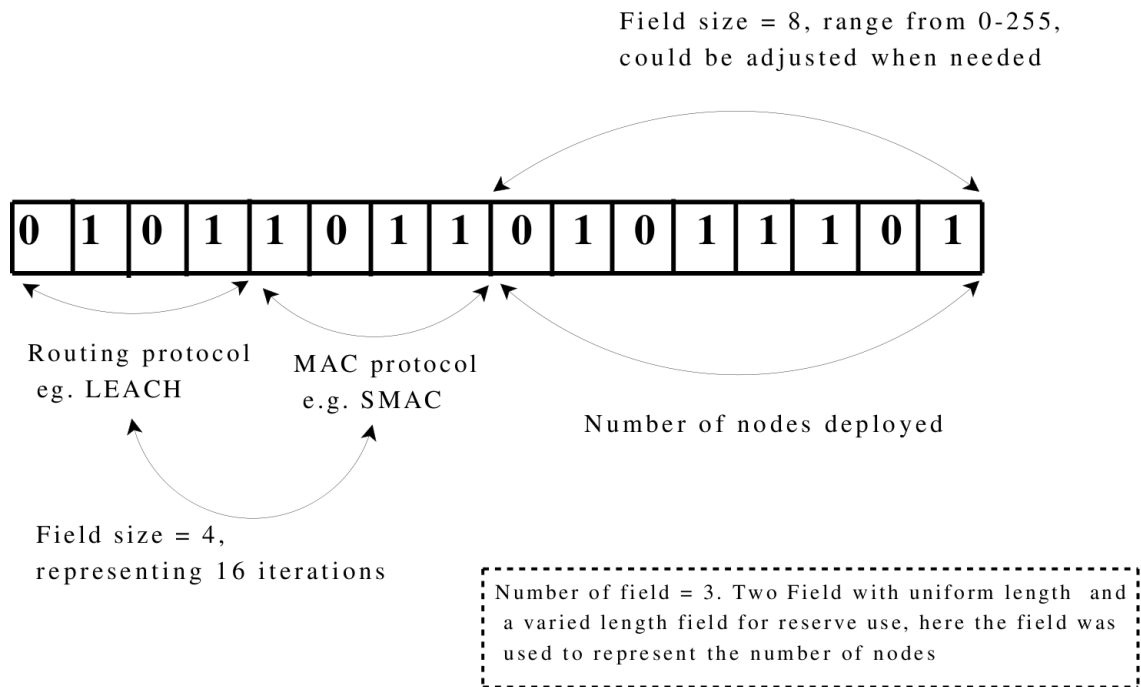 Field size = 8, range from 0-255,
could be adjusted when needed
0 1 0 1 1 0 1 1 0 1 0 1 1 1 0 1
Routing protocol
eg. LEACH
MAC protocol
e.g. SMAC
Number of nodes deployed
Field size = 4,
representing 16 iterations
Number of field = 3. Two Field with uniform length and
a varied length field for reserve use, here the field was
used to represent the number of nodes